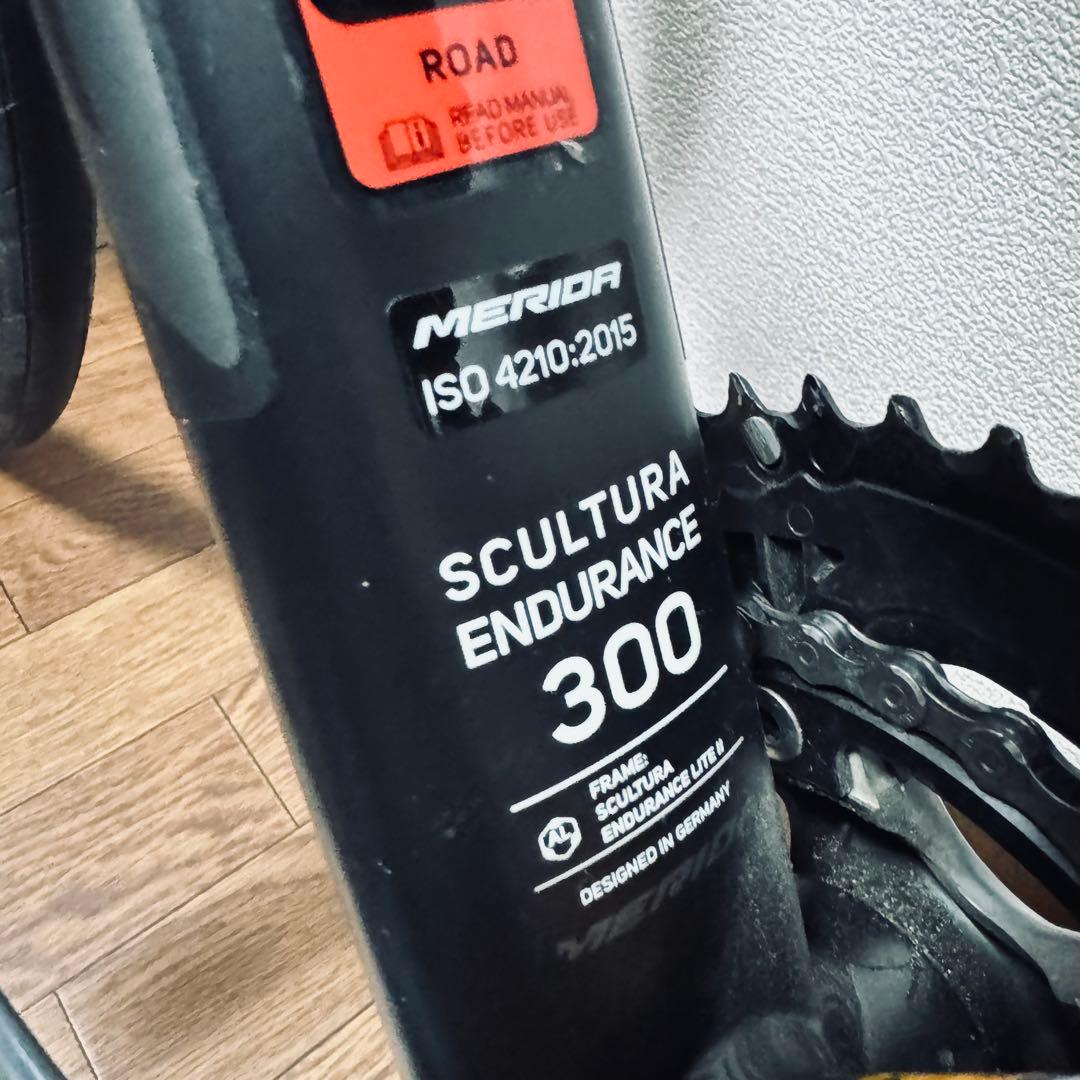 ROAD
READ MANUAL
BEFORE USE
MERIDA
ISO 4210:2015
SCULTURA
ENDURANCE
300
FRAME:
SCULTURA
ENDURANCE LITE II
AL
DESIGNED IN GERMANY
MERIDA